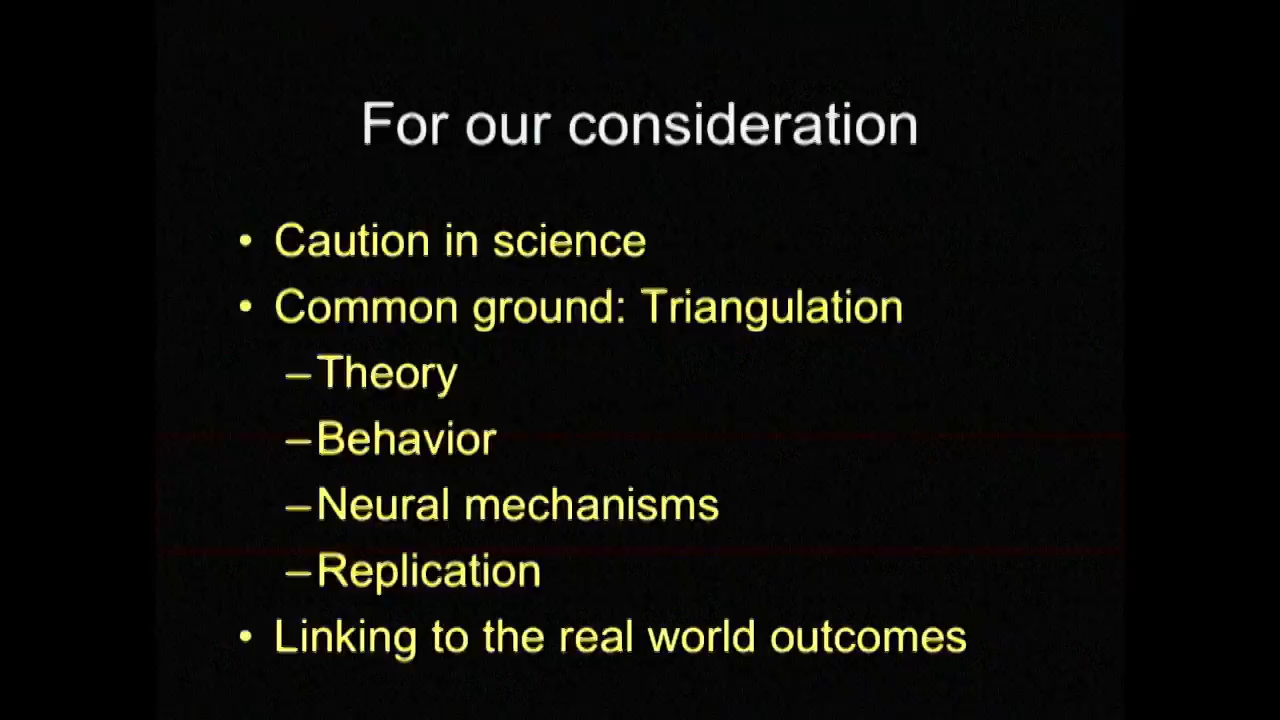 For our consideration
• Caution in science
• Common ground: Triangulation
–Theory
–Behavior
–Neural mechanisms
–Replication
• Linking to the real world outcomes